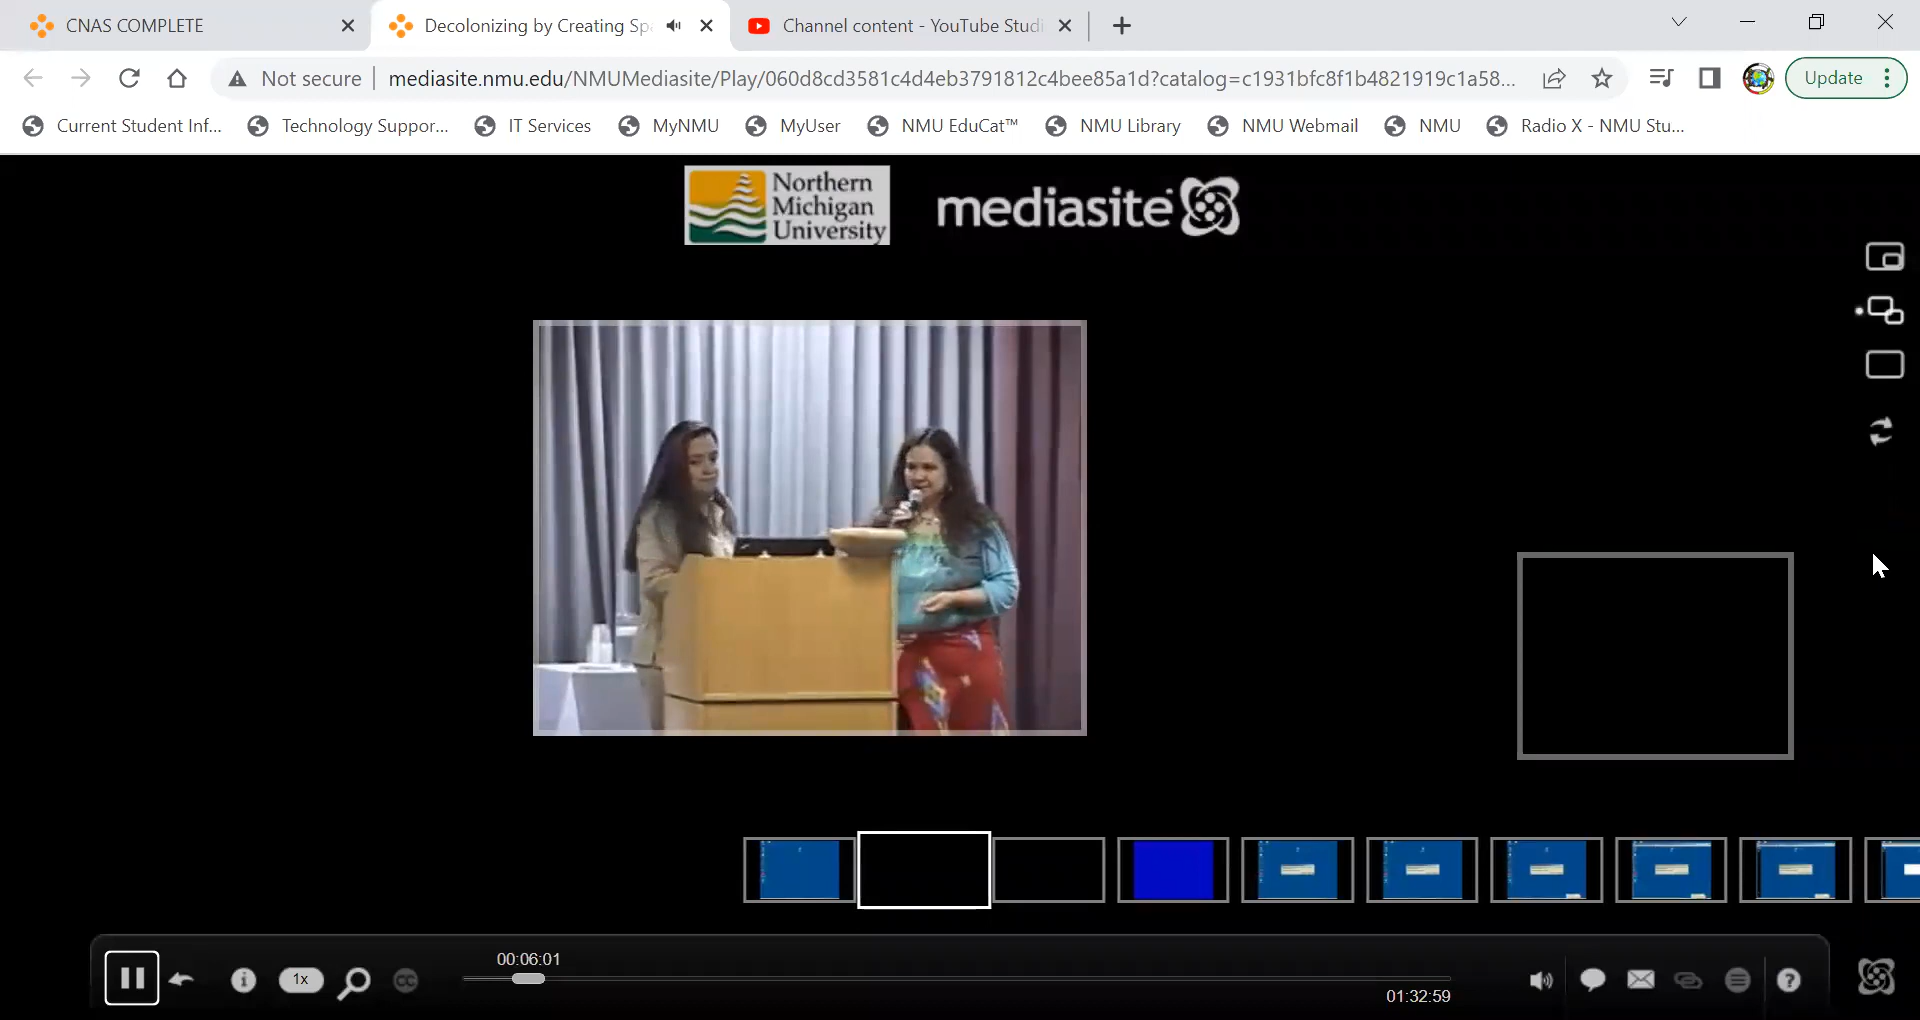 CNAS COMPLETE
Decolonizing by Creating Sp
Channel content - YouTube Studi
Not secure
mediasite.nmu.edu/NMUMediasite/Play/060d8cd3581c4d4eb3791812c4bee85a1d?catalog=c1931bfc8f1b4821919c1a58...
Update
Current Student Inf...
Technology Suppor...
IT Services
MyNMU
MyUser
NMU EduCat™
NMU Library
NMU Webmail
NMU
Radio X - NMU Stu...
Northern
Michigan
University
mediasite
00:06:01
1x
CC
01:32:59